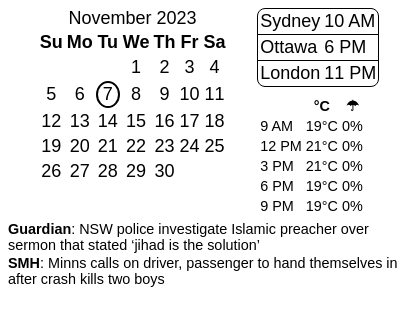 November 2023
Su Mo Tu We Th Fr Sa
1 2 3 4
5 6 7 8 9 10 11
12 13 14 15 16 17 18
19 20 21 22 23 24 25
26 27 28 29 30
Sydney 10 AM
Ottawa 6 PM
London 11 PM
°C ☂
9 AM 19°C 0%
12 PM 21°C 0%
3 PM 21°C 0%
6 PM 19°C 0%
9 PM 19°C 0%
Guardian: NSW police investigate Islamic preacher over
sermon that stated ‘jihad is the solution’
SMH: Minns calls on driver, passenger to hand themselves in
after crash kills two boys